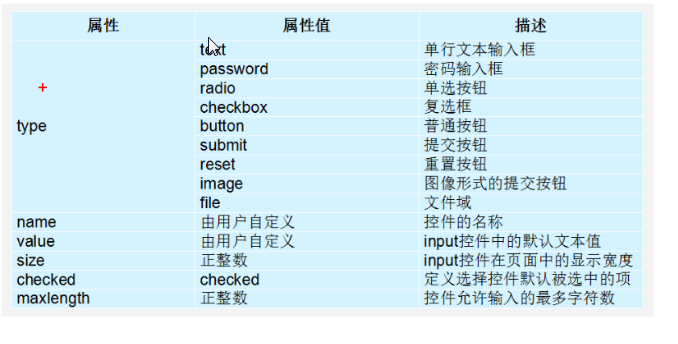 属性 属性值 描述
text 单行文本输入框
password 密码输入框
radio 单选按钮
checkbox 复选框
type button 普通按钮
submit 提交按钮
reset 重置按钮
image 图像形式的提交按钮
file 文件域
name 由用户自定义 控件的名称
value 由用户自定义 input控件中的默认文本值
size 正整数 input控件在页面中的显示宽度
checked checked 定义选择控件默认被选中的项
maxlength 正整数 控件允许输入的最多字符数